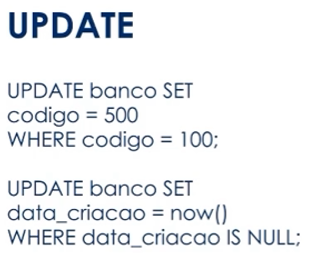 UPDATE
UPDATE banco SET
codigo = 500
WHERE codigo = 100;
UPDATE banco SET
data_criacao = now()
WHERE data_criacao IS NULL;